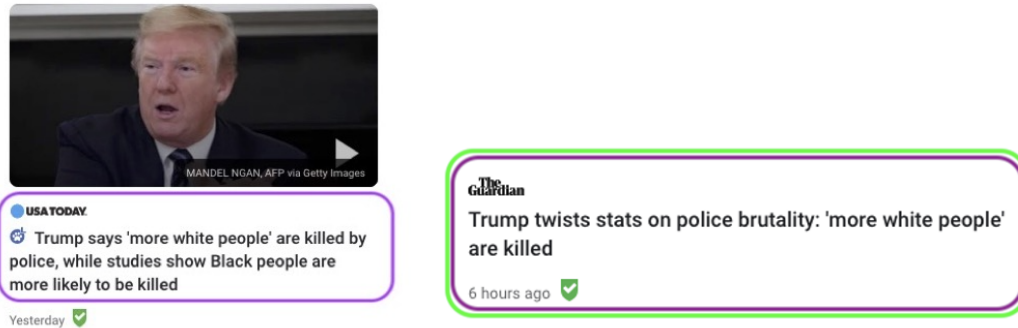 MANDEL NGAN, AFP via Getty Images
USA TODAY
Trump says 'more white people' are killed by
police, while studies show Black people are
more likely to be killed
Yesterday
The
Guardian
Trump twists stats on police brutality: 'more white people'
are killed
6 hours ago